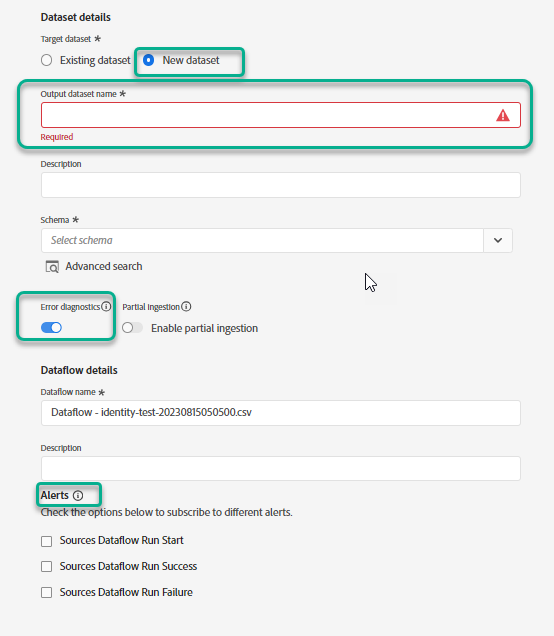 Dataset details
Target dataset *
Existing dataset New dataset
Output dataset name *
Required
Description
Schema *
Select schema
Advanced search
Error diagnostics Partial Ingestion
Enable partial ingestion
Dataflow details
Dataflow name *
Dataflow - identity-test-20230815050500.csv
Description
Alerts
Check the options below to subscribe to different alerts.
Sources Dataflow Run Start
Sources Dataflow Run Success
Sources Dataflow Run Failure